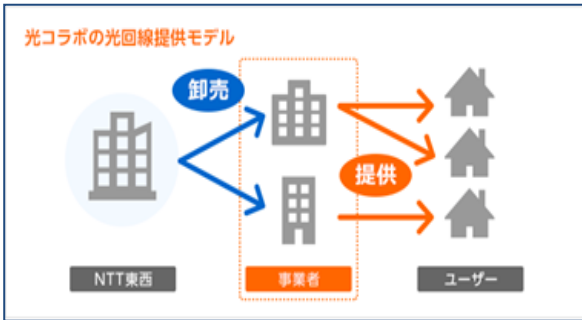 光コラボの光回線提供モデル
卸売
提供
NTT東西
事業者
ユーザー